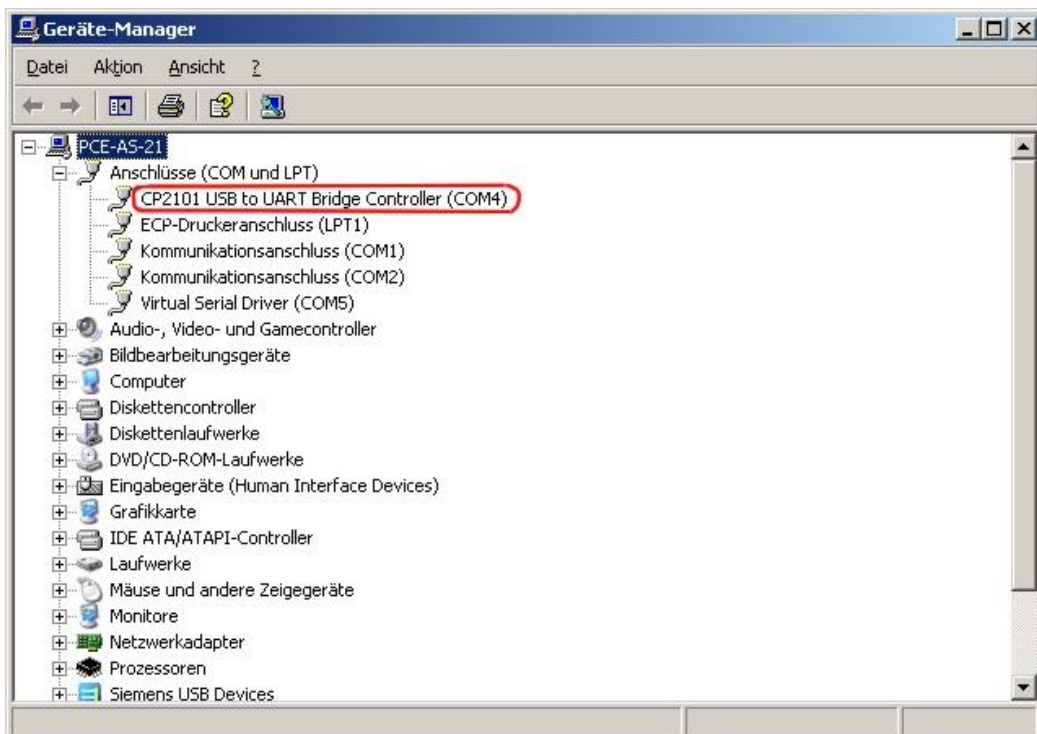 Geräte-Manager
Datei Aktion Ansicht ?
PCE-AS-21
Anschlüsse (COM und LPT)
CP2101 USB to UART Bridge Controller (COM4)
ECP-Druckeranschluss (LPT1)
Kommunikationsanschluss (COM1)
Kommunikationsanschluss (COM2)
Virtual Serial Driver (COM5)
Audio-, Video- und Gamecontroller
Bildbearbeitungsgeräte
Computer
Diskettencontroller
Diskettenlaufwerke
DVD/CD-ROM-Laufwerke
Eingabegeräte (Human Interface Devices)
Grafikkarte
IDE ATA/ATAPI-Controller
Laufwerke
Mäuse und andere Zeigegeräte
Monitore
Netzwerkadapter
Prozessoren
Siemens USB Devices